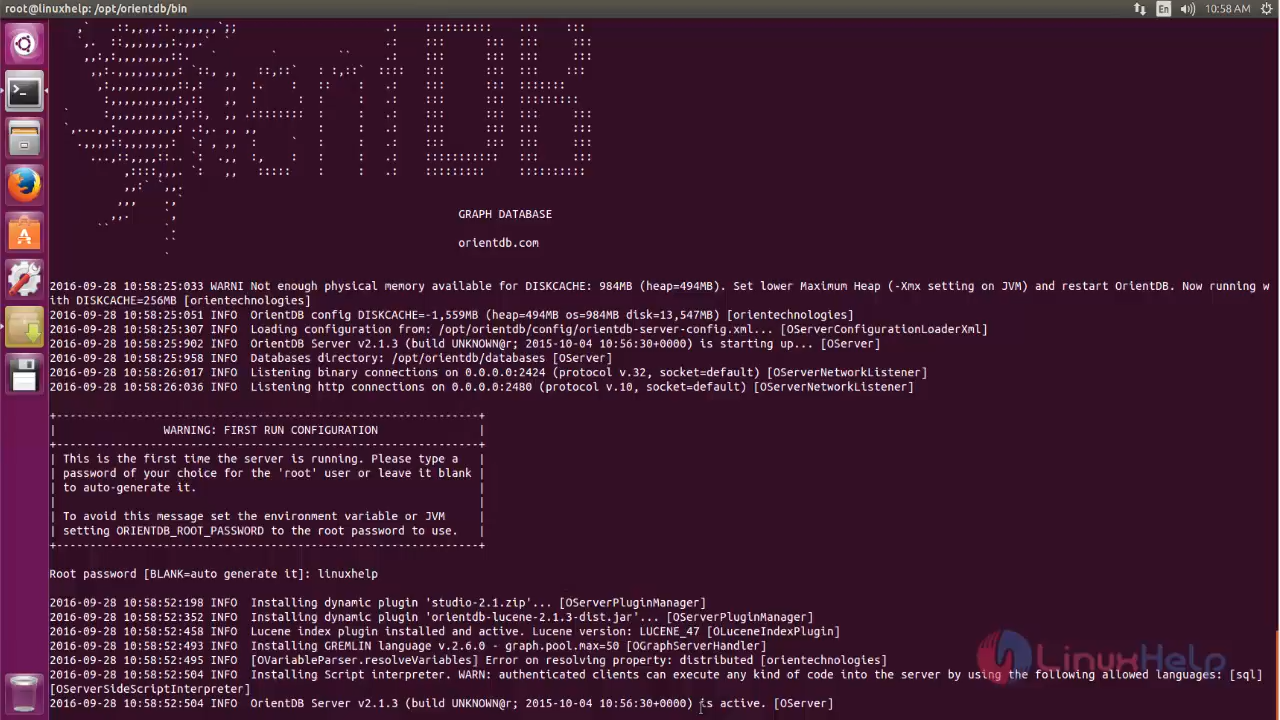 root@linuxhelp: /opt/orientdb/bin
En
10:58 AM
GRAPH DATABASE
orientdb.com
2016-09-28 10:58:25:033 WARNI Not enough physical memory available for DISKCACHE: 984MB (heap=494MB). Set lower Maximum Heap (-Xmx setting on JVM) and restart OrientDB. Now running w
ith DISKCACHE=256MB [orientechnologies]
2016-09-28 10:58:25:051 INFO  OrientDB config DISKCACHE=-1,559MB (heap=494MB os=984MB disk=13,547MB) [orientechnologies]
2016-09-28 10:58:25:307 INFO  Loading configuration from: /opt/orientdb/config/orientdb-server-config.xml... [OServerConfigurationLoaderXml]
2016-09-28 10:58:25:902 INFO  OrientDB Server v2.1.3 (build UNKNOWN@r; 2015-10-04 10:56:30+0000) is starting up... [OServer]
2016-09-28 10:58:25:958 INFO  Databases directory: /opt/orientdb/databases [OServer]
2016-09-28 10:58:26:017 INFO  Listening binary connections on 0.0.0.0:2424 (protocol v.32, socket=default) [OServerNetworkListener]
2016-09-28 10:58:26:036 INFO  Listening http connections on 0.0.0.0:2480 (protocol v.10, socket=default) [OServerNetworkListener]
WARNING: FIRST RUN CONFIGURATION
This is the first time the server is running. Please type a
password of your choice for the 'root' user or leave it blank
to auto-generate it.
To avoid this message set the environment variable or JVM
setting ORIENTDB_ROOT_PASSWORD to the root password to use.
Root password [BLANK=auto generate it]: linuxhelp
2016-09-28 10:58:52:198 INFO  Installing dynamic plugin 'studio-2.1.zip'... [OServerPluginManager]
2016-09-28 10:58:52:352 INFO  Installing dynamic plugin 'orientdb-lucene-2.1.3-dist.jar'... [OServerPluginManager]
2016-09-28 10:58:52:458 INFO  Lucene index plugin installed and active. Lucene version: LUCENE_47 [OLuceneIndexPlugin]
2016-09-28 10:58:52:493 INFO  Installing GREMLIN language v.2.6.0 - graph.pool.max=50 [OGraphServerHandler]
2016-09-28 10:58:52:495 INFO  [OVariableParser.resolveVariables] Error on resolving property: distributed [orientechnologies]
2016-09-28 10:58:52:504 INFO  Installing Script interpreter. WARN: authenticated clients can execute any kind of code into the server by using the following allowed languages: [sql]
[OServerSideScriptInterpreter]
2016-09-28 10:58:52:504 INFO  OrientDB Server v2.1.3 (build UNKNOWN@r; 2015-10-04 10:56:30+0000) is active. [OServer]
LinuxHelp